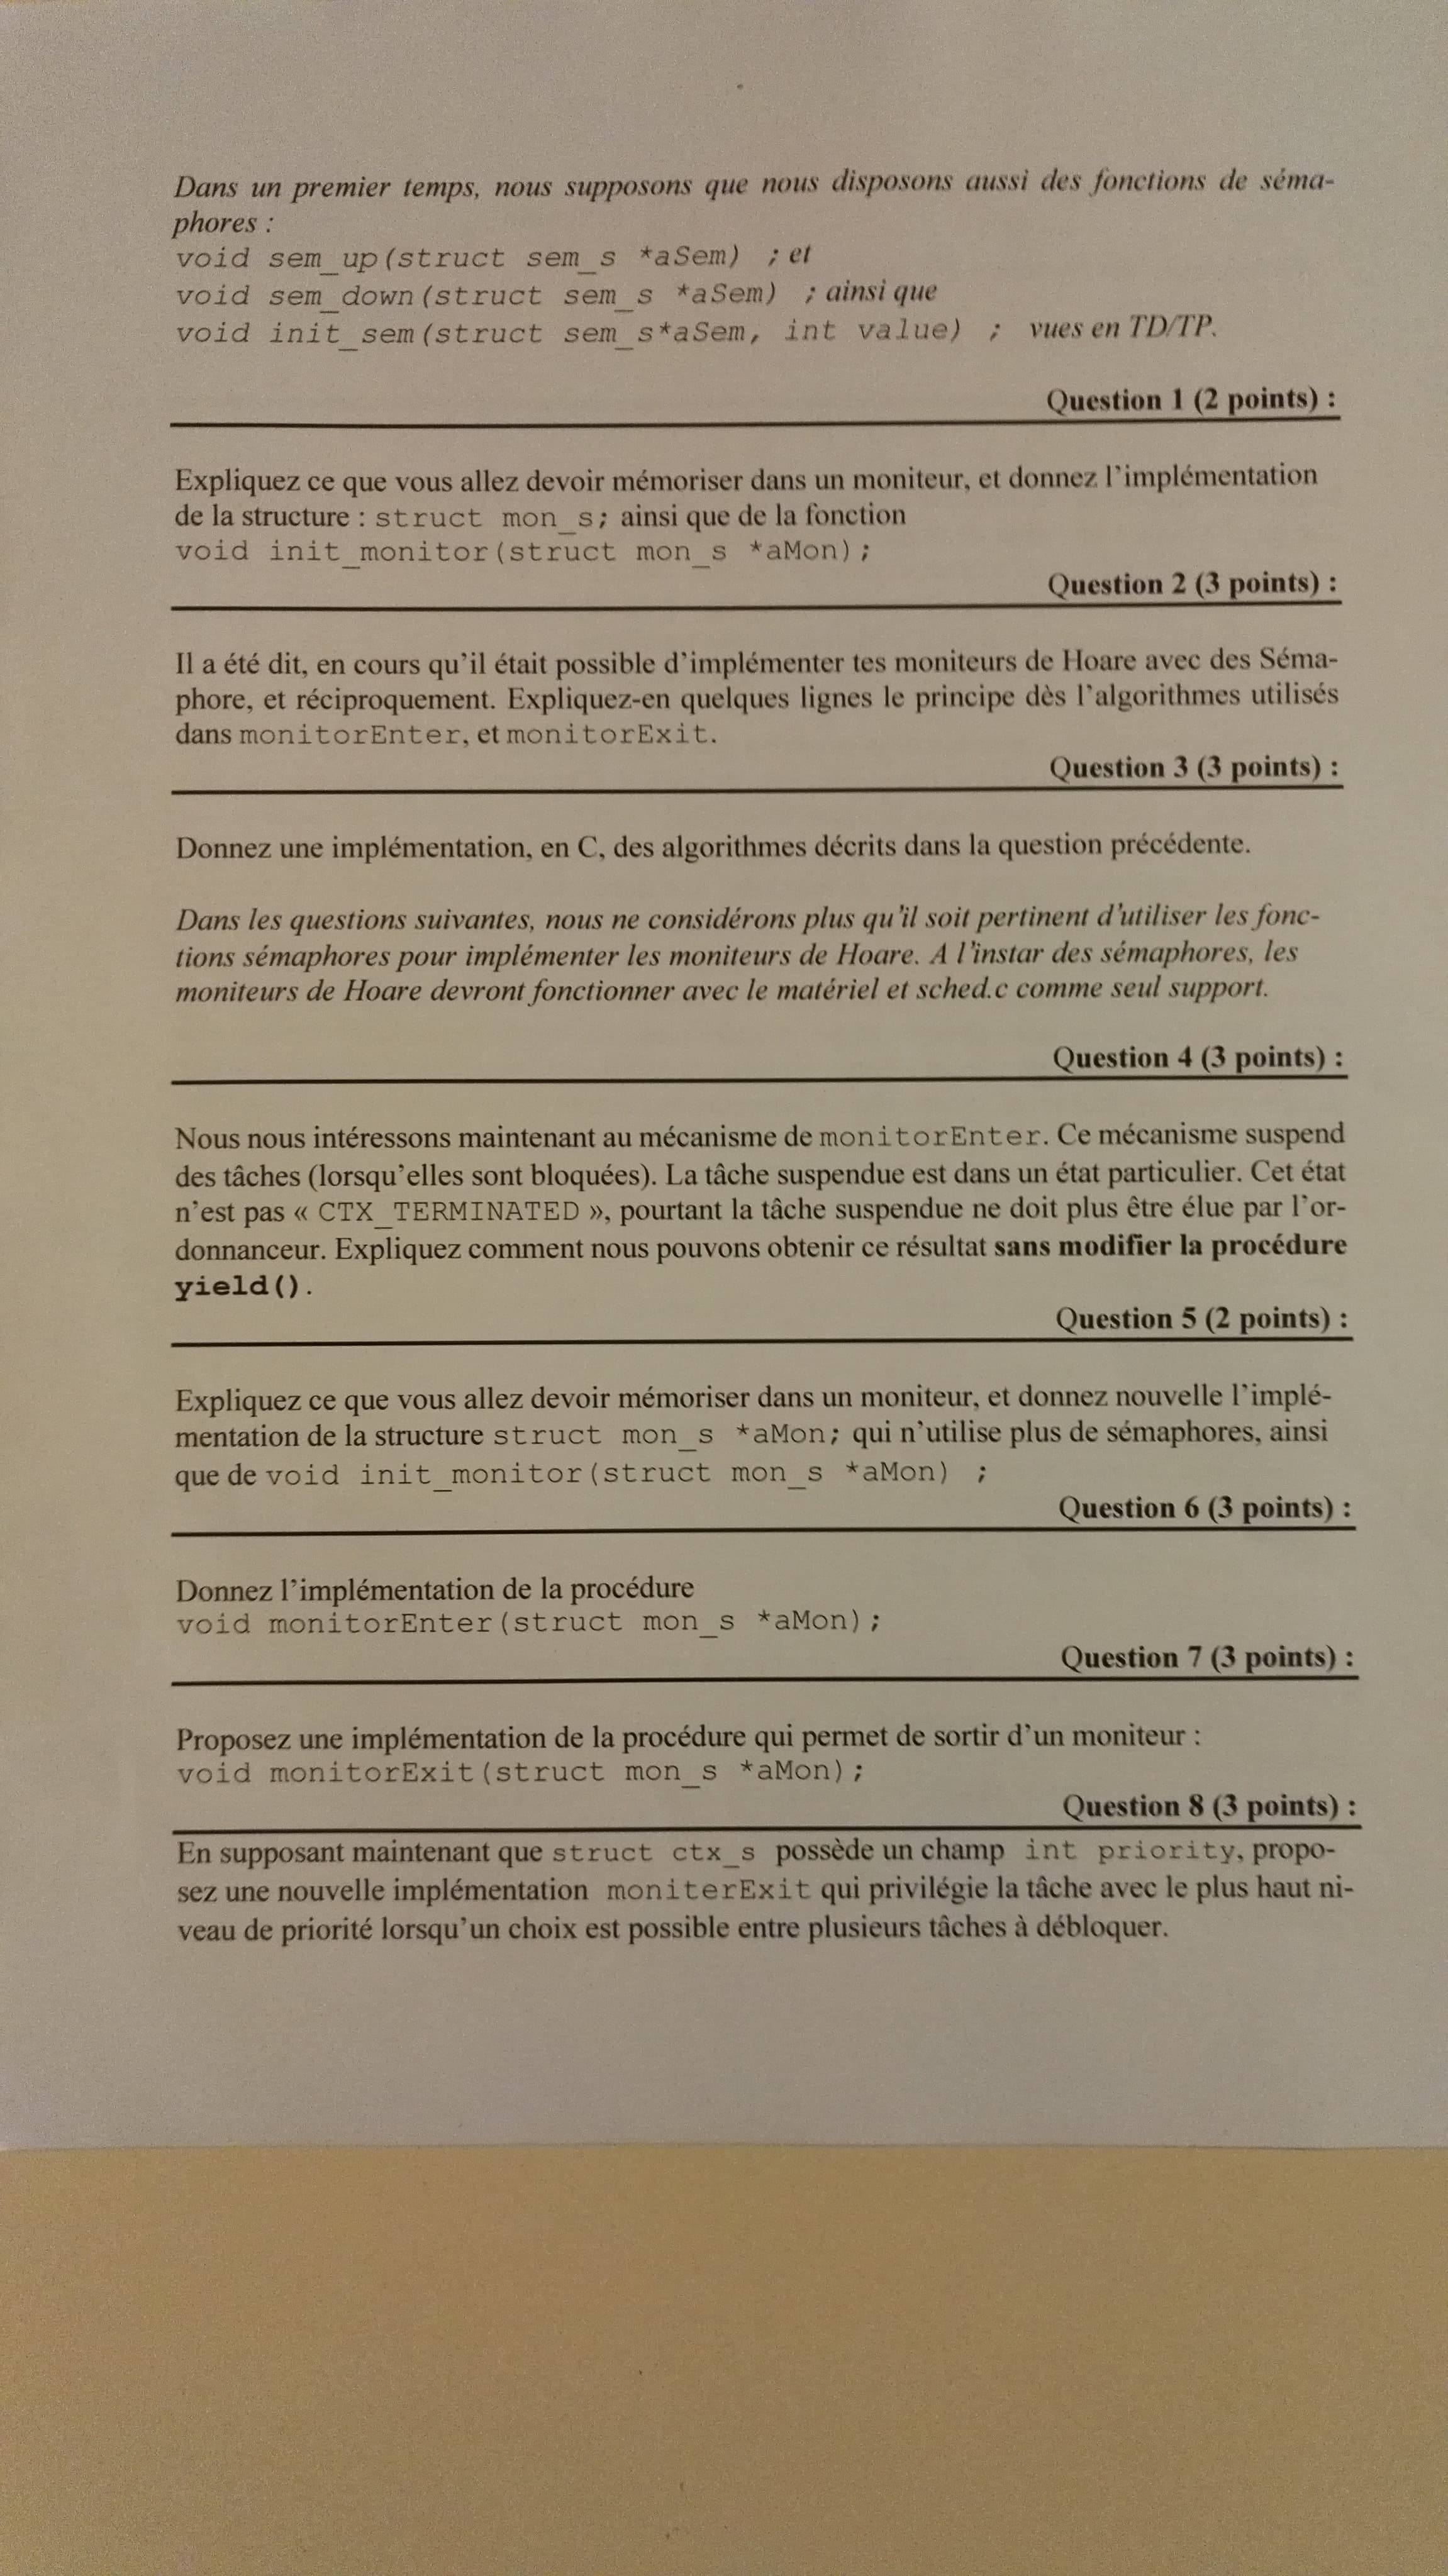 Dans un premier temps, nous supposons que nous disposons aussi des fonctions de séma-
phores :
void sem_up(struct sem_s *aSem) ; et
void sem_down(struct sem_s *aSem) ; ainsi que
void init_sem(struct sem_s*aSem, int value) ; vues en TD/TP.
Question 1 (2 points) :
Expliquez ce que vous allez devoir mémoriser dans un moniteur, et donnez l'implémentation
de la structure : struct mon_s; ainsi que de la fonction
void init_monitor(struct mon_s *aMon);
Question 2 (3 points) :
Il a été dit, en cours qu'il était possible d'implémenter tes moniteurs de Hoare avec des Séma-
phore, et réciproquement. Expliquez-en quelques lignes le principe dès l'algorithmes utilisés
dans monitorEnter, et monitorExit.
Question 3 (3 points) :
Donnez une implémentation, en C, des algorithmes décrits dans la question précédente.
Dans les questions suivantes, nous ne considérons plus qu'il soit pertinent d'utiliser les fonc-
tions sémaphores pour implémenter les moniteurs de Hoare. A l'instar des sémaphores, les
moniteurs de Hoare devront fonctionner avec le matériel et sched.c comme seul support.
Question 4 (3 points) :
Nous nous intéressons maintenant au mécanisme de monitorEnter. Ce mécanisme suspend
des tâches (lorsqu'elles sont bloquées). La tâche suspendue est dans un état particulier. Cet état
n'est pas « CTX_TERMINATED », pourtant la tâche suspendue ne doit plus être élue par l'or-
donnanceur. Expliquez comment nous pouvons obtenir ce résultat sans modifier la procédure
yield().
Question 5 (2 points) :
Expliquez ce que vous allez devoir mémoriser dans un moniteur, et donnez nouvelle l'implé-
mentation de la structure struct mon_s *aMon; qui n'utilise plus de sémaphores, ainsi
que de void init_monitor(struct mon_s *aMon) ;
Question 6 (3 points) :
Donnez l'implémentation de la procédure
void monitorEnter(struct mon_s *aMon);
Question 7 (3 points) :
Proposez une implémentation de la procédure qui permet de sortir d'un moniteur :
void monitorExit(struct mon_s *aMon);
Question 8 (3 points) :
En supposant maintenant que struct ctx_s possède un champ int priority, propo-
sez une nouvelle implémentation moniterExit qui privilégie la tâche avec le plus haut ni-
veau de priorité lorsqu'un choix est possible entre plusieurs tâches à débloquer.